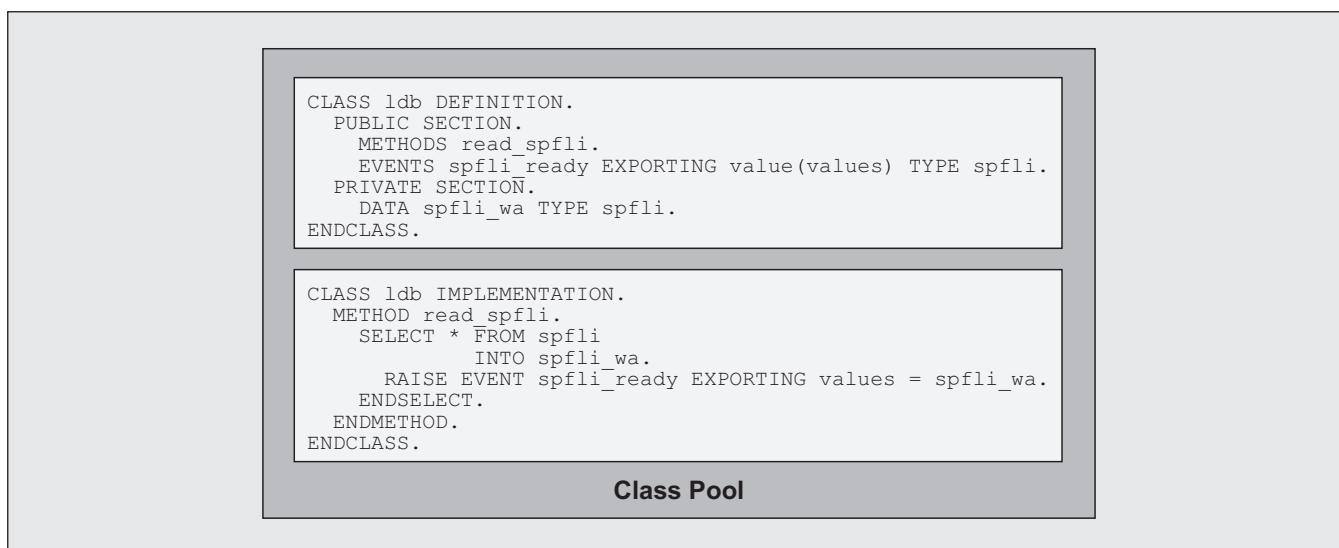 CLASS ldb DEFINITION.
  PUBLIC SECTION.
    METHODS read_spfli.
    EVENTS spfli_ready EXPORTING value(values) TYPE spfli.
  PRIVATE SECTION.
    DATA spfli_wa TYPE spfli.
ENDCLASS.
CLASS ldb IMPLEMENTATION.
  METHOD read_spfli.
    SELECT * FROM spfli
             INTO spfli_wa.
      RAISE EVENT spfli_ready EXPORTING values = spfli_wa.
    ENDSELECT.
  ENDMETHOD.
ENDCLASS.
Class Pool